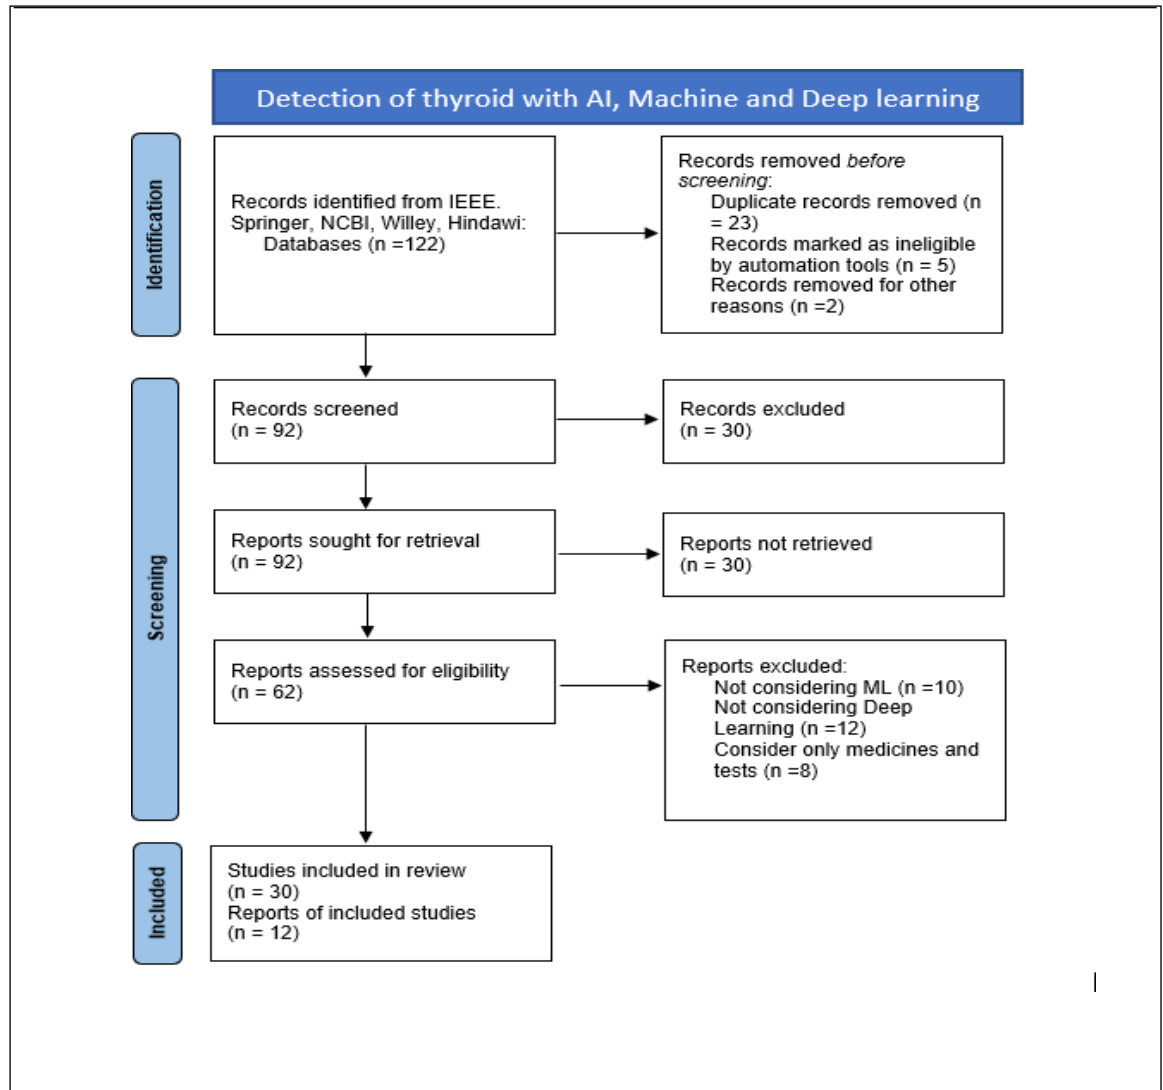 Detection of thyroid with AI, Machine and Deep learning
Identification
Records identified from IEEE.
Springer, NCBI, Willey, Hindawi:
Databases (n =122)
Records removed before
screening:
Duplicate records removed (n
= 23)
Records marked as ineligible
by automation tools (n = 5)
Records removed for other
reasons (n =2)
Screening
Records screened
(n = 92)
Records excluded
(n = 30)
Reports sought for retrieval
(n = 92)
Reports not retrieved
(n = 30)
Reports assessed for eligibility
(n = 62)
Reports excluded:
Not considering ML (n =10)
Not considering Deep
Learning (n =12)
Consider only medicines and
tests (n =8)
Included
Studies included in review
(n = 30)
Reports of included studies
(n = 12)